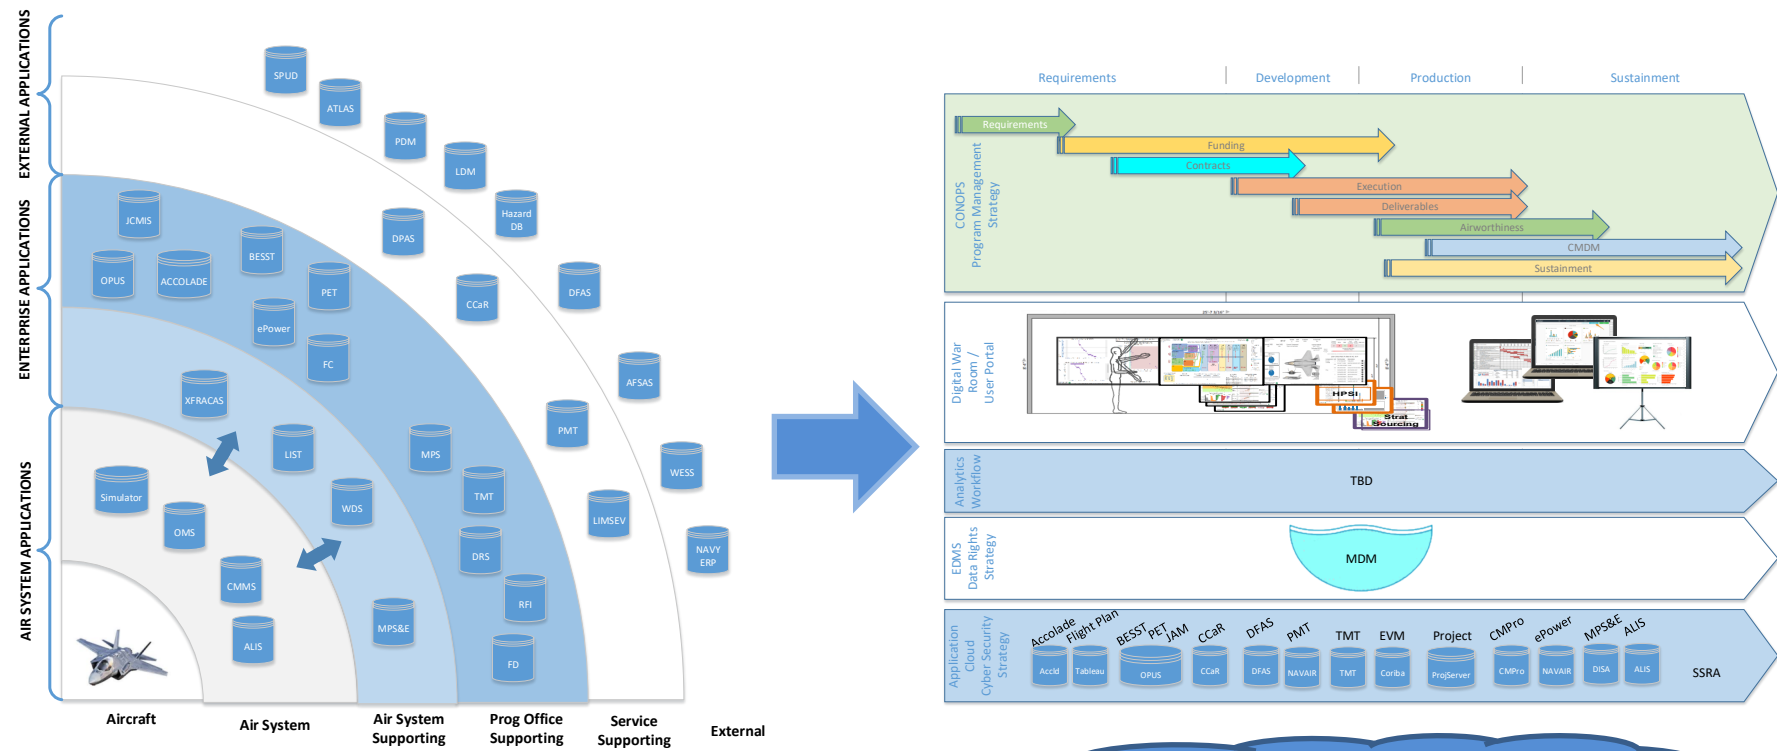 EXTERNAL APPLICATIONS
ENTERPRISE APPLICATIONS
AIR SYSTEM APPLICATIONS
SPUD
ATLAS
PDM
LDM
Hazard
DB
DPAS
CCaR
DFAS
AFSAS
PMT
WESS
LIMSEV
NAVY
ERP
JCMIS
OPUS
ACCOLADE
BESST
PET
ePower
FC
MPS
TMT
DRS
RFI
FD
XFRACAS
LIST
WDS
MPS&E
Simulator
OMS
CMMS
ALIS
Aircraft
Air System
Air System
Supporting
Prog Office
Supporting
Service
Supporting
External
Requirements
Development
Production
Sustainment
CONOPS
Program Management
Strategy
Requirements
Funding
Contracts
Execution
Deliverables
Airworthiness
CMDM
Sustainment
Digital War
Room /
User Portal
HPSI
Strat
Sourcing
Analytics
Workflow
TBD
EDMS
Data Rights
Strategy
MDM
Application
Cloud
Cyber Security
Strategy
Accolade
Flight Plan
BESST
PET
JAM
CCaR
DFAS
PMT
TMT
EVM
Project
CMPro
ePower
MPS&E
ALIS
Accld
Tableau
OPUS
CCaR
DFAS
NAVAIR
TMT
Coriba
ProjServer
CMPro
NAVAIR
DISA
ALIS
SSRA